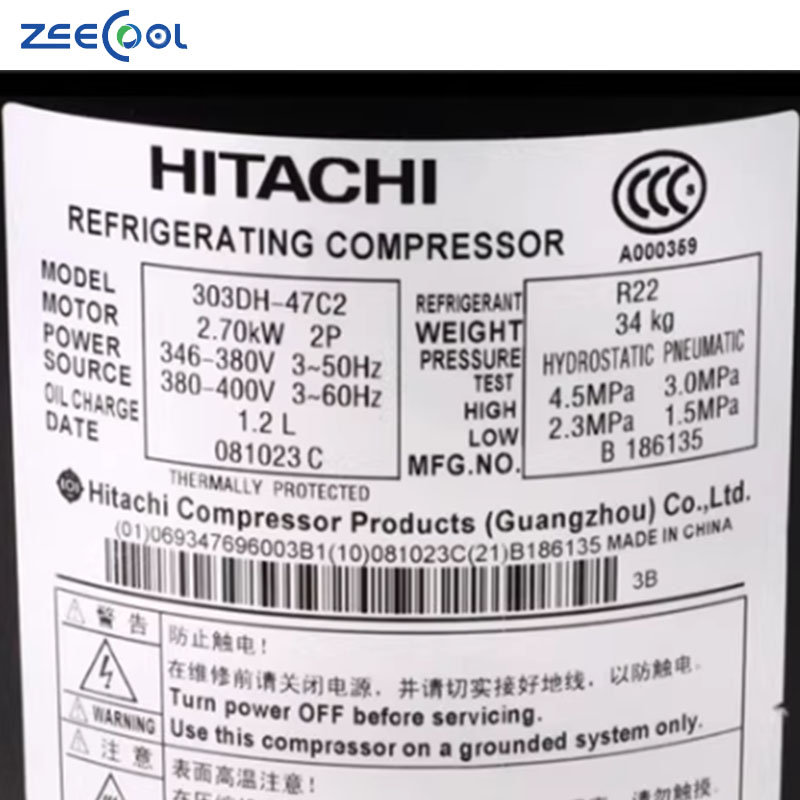 ZEECOOL
HITACHI
CCC S
REFRIGERATING COMPRESSOR
A000359
MODEL 303DH-47C2
MOTOR 2.70kW 2P
POWER 346-380V 3~50Hz
SOURCE 380-400V 3~60Hz
OIL CHARGE 1.2 L
DATE 081023 C
REFRIGERANT R22
WEIGHT 34 kg
PRESSURE HYDROSTATIC PNEUMATIC
TEST
HIGH 4.5MPa 3.0MPa
LOW 2.3MPa 1.5MPa
MFG.NO. B 186135
THERMALLY PROTECTED
Hitachi Compressor Products (Guangzhou) Co.,Ltd.
(01)069347696003B1(10)081023C(21)B186135 MADE IN CHINA
3B
警告
WARNING
防止触电!
在维修前请关闭电源，并请切实接好地线，以防触电。
Turn power OFF before servicing.
Use this compressor on a grounded system only.
注意
表面高温注意!
请勿触摸.